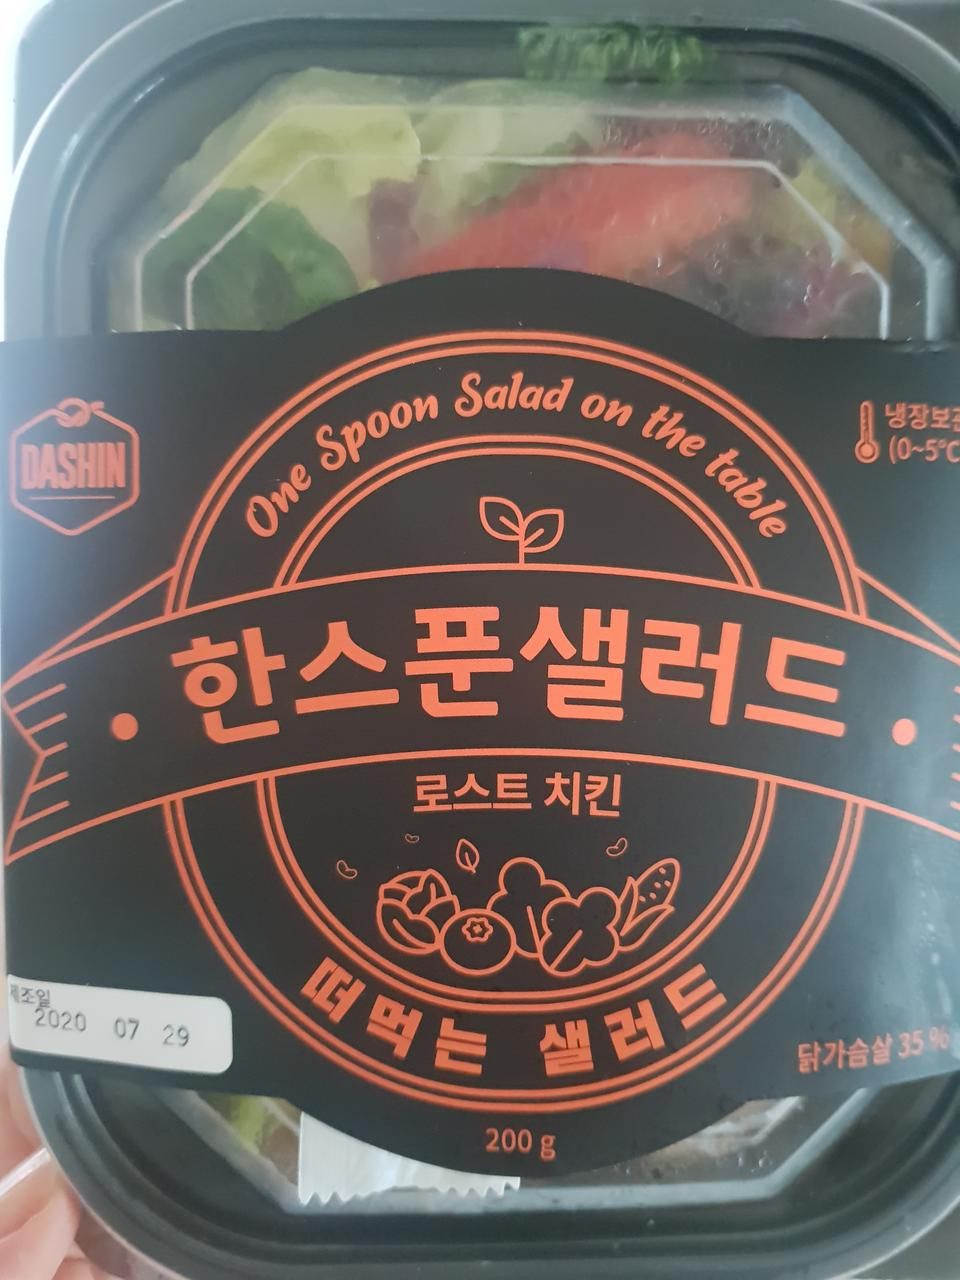 One Spoon Salad on the table
DASHIN
냉장보관
(0~5°C
한스푼샐러드
로스트 치킨
떠먹는 샐러드
제조일
2020 07 29
닭가슴살 35 %
200 g